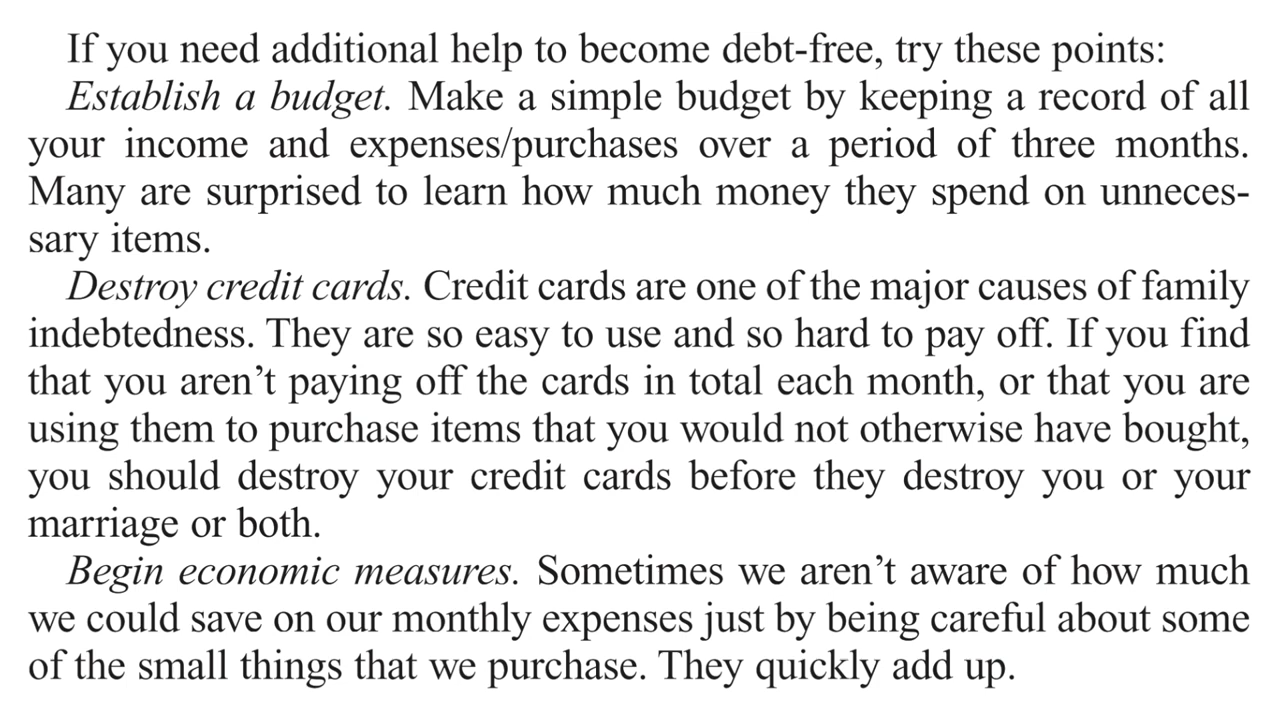 If you need additional help to become debt-free, try these points:
Establish a budget. Make a simple budget by keeping a record of all
your income and expenses/purchases over a period of three months.
Many are surprised to learn how much money they spend on unneces-
sary items.
Destroy credit cards. Credit cards are one of the major causes of family
indebtedness. They are so easy to use and so hard to pay off. If you find
that you aren’t paying off the cards in total each month, or that you are
using them to purchase items that you would not otherwise have bought,
you should destroy your credit cards before they destroy you or your
marriage or both.
Begin economic measures. Sometimes we aren’t aware of how much
we could save on our monthly expenses just by being careful about some
of the small things that we purchase. They quickly add up.